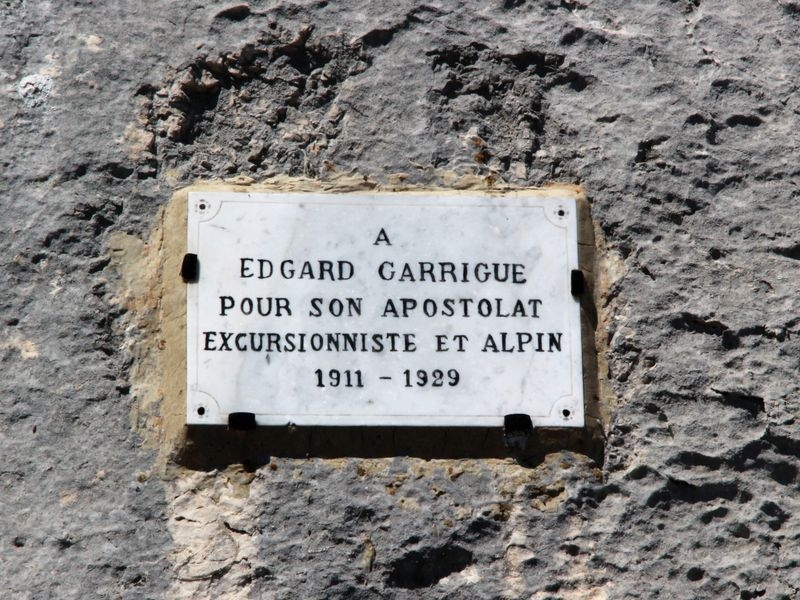 A
EDGARD GARRIGUE
POUR SON APOSTOLAT
EXCURSIONNISTE ET ALPIN
1911 - 1929